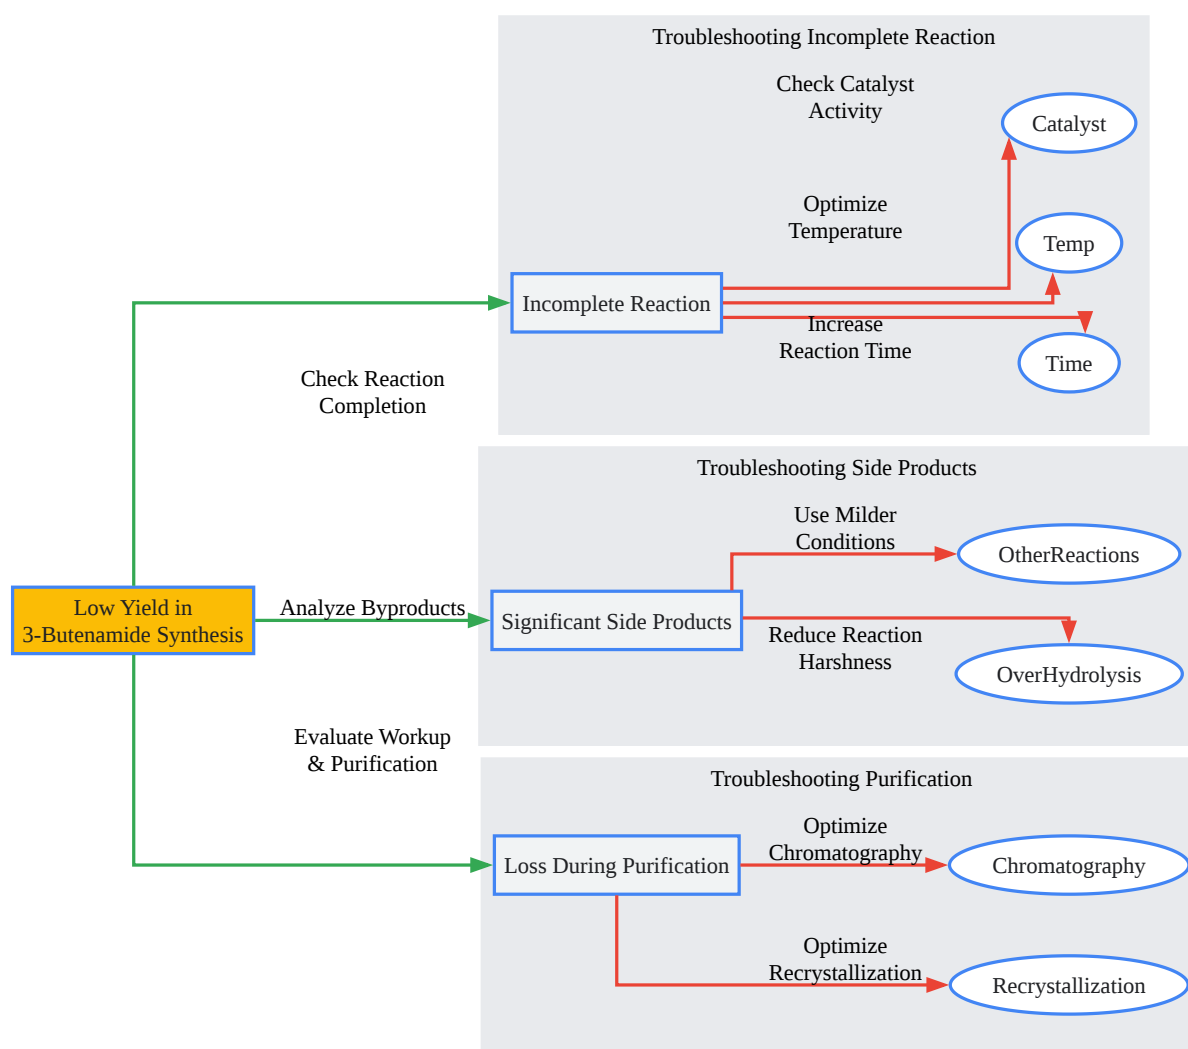 Troubleshooting Incomplete Reaction
Check Catalyst
Activity
Catalyst
Optimize
Temperature
Temp
Incomplete Reaction
Increase
Reaction Time
Time
Check Reaction
Completion
Troubleshooting Side Products
Use Milder
Conditions
OtherReactions
Low Yield in
3-Butenamide Synthesis
Analyze Byproducts
Significant Side Products
Reduce Reaction
Harshness
OverHydrolysis
Evaluate Workup
& Purification
Troubleshooting Purification
Optimize
Chromatography
Loss During Purification
Chromatography
Optimize
Recrystallization
Recrystallization